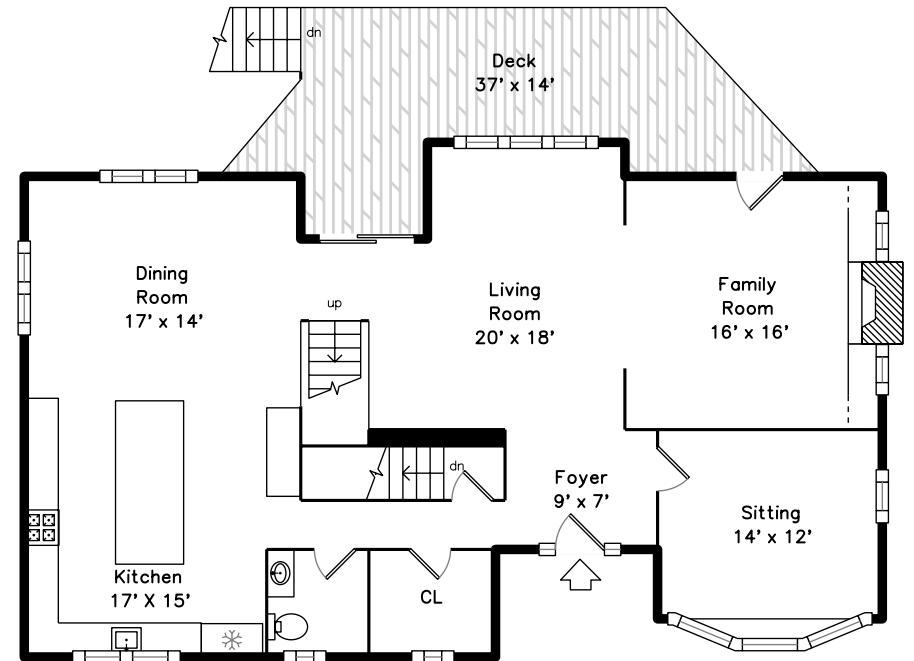 dn
Deck
37' x 14'
Dining
Room
17' x 14'
up
Living
Room
20' x 18'
Family
Room
16' x 16'
dn
Foyer
9' x 7'
Sitting
14' x 12'
Kitchen
17' X 15'
CL